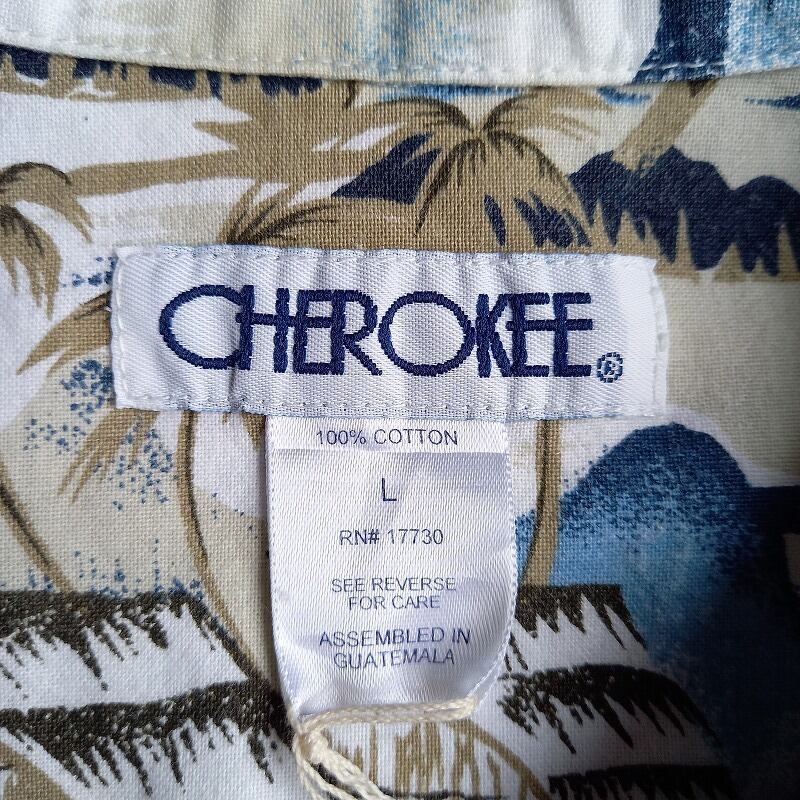 CHEROKEE®
100% COTTON
L
RN# 17730
SEE REVERSE
FOR CARE
ASSEMBLED IN
GUATEMALA